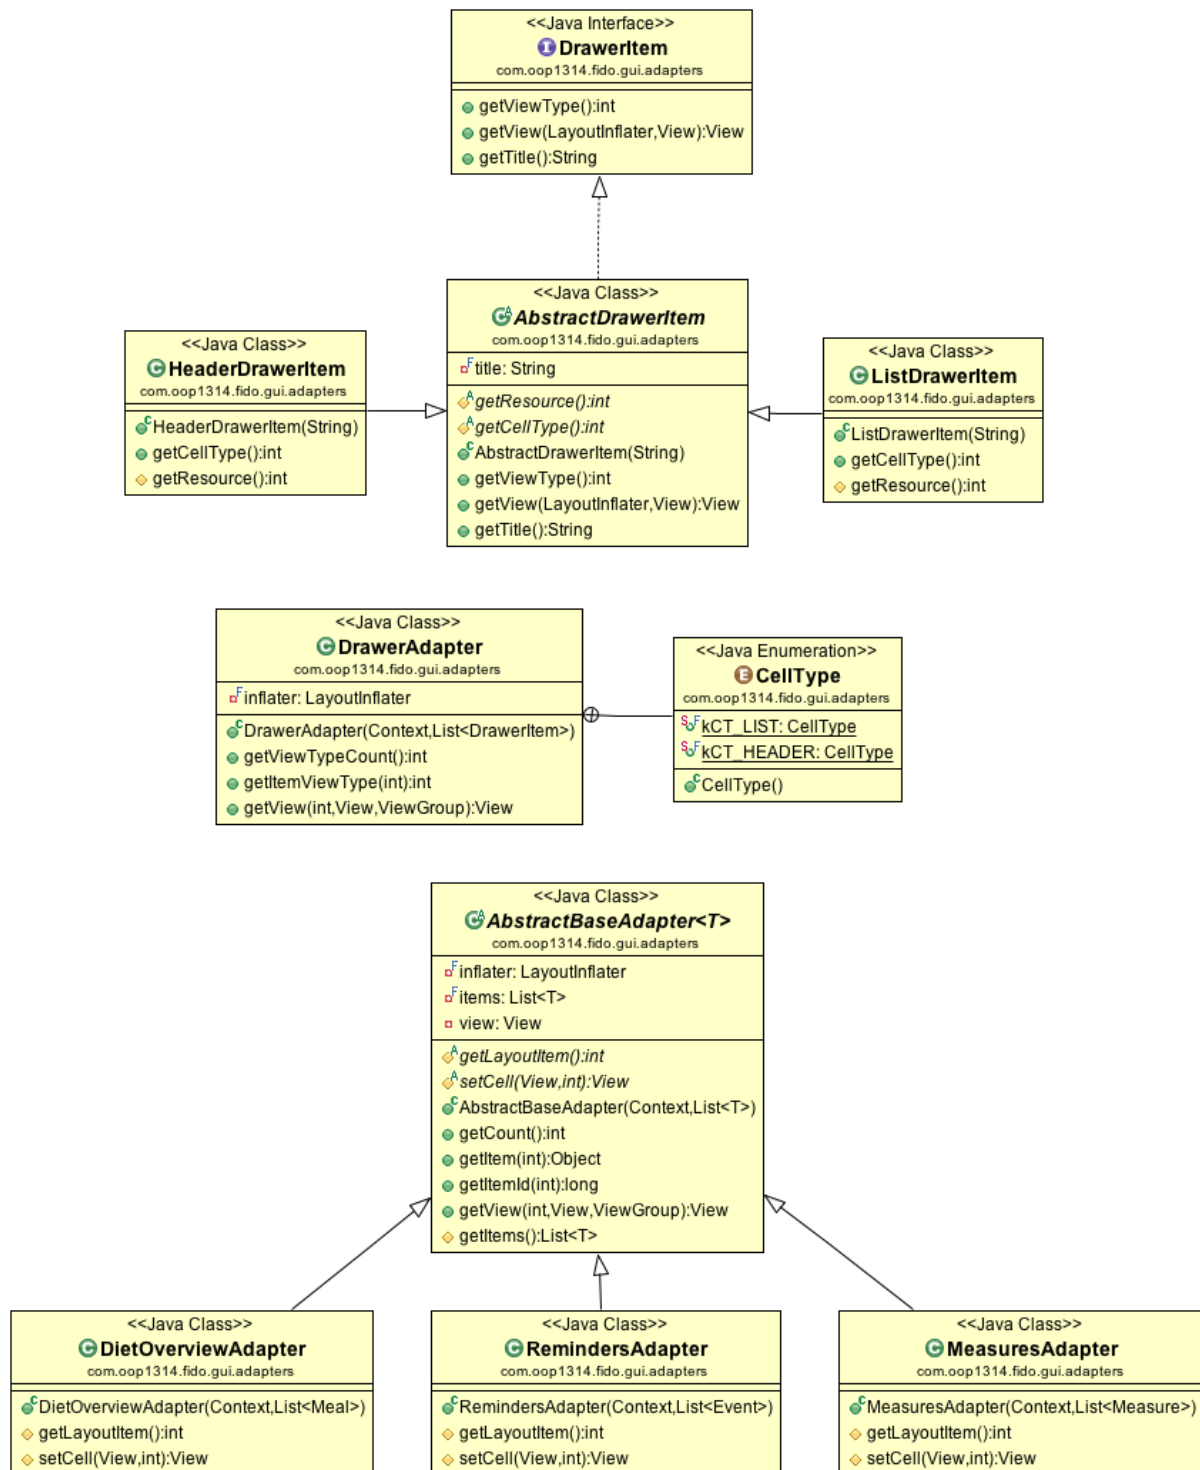 <<Java Interface>>
DrawerItem
com.oop1314.fido.gui.adapters
getViewType():int
getView(LayoutInflater,View):View
getTitle():String
<<Java Class>>
AbstractDrawerItem
com.oop1314.fido.gui.adapters
title: String
getResource():int
getCellType():int
AbstractDrawerItem(String)
getViewType():int
getView(LayoutInflater,View):View
getTitle():String
<<Java Class>>
HeaderDrawerItem
com.oop1314.fido.gui.adapters
HeaderDrawerItem(String)
getCellType():int
getResource():int
<<Java Class>>
ListDrawerItem
com.oop1314.fido.gui.adapters
ListDrawerItem(String)
getCellType():int
getResource():int
<<Java Class>>
DrawerAdapter
com.oop1314.fido.gui.adapters
inflater: LayoutInflater
DrawerAdapter(Context,List<DrawerItem>)
getViewTypeCount():int
getItemViewType(int):int
getView(int,View,ViewGroup):View
<<Java Enumeration>>
CellType
com.oop1314.fido.gui.adapters
kCT_LIST: CellType
kCT_HEADER: CellType
CellType()
<<Java Class>>
AbstractBaseAdapter<T>
com.oop1314.fido.gui.adapters
inflater: LayoutInflater
items: List<T>
view: View
getLayoutItem():int
setCell(View,int):View
AbstractBaseAdapter(Context,List<T>)
getCount():int
getItem(int):Object
getItemId(int):long
getView(int,View,ViewGroup):View
getItems():List<T>
<<Java Class>>
DietOverviewAdapter
com.oop1314.fido.gui.adapters
DietOverviewAdapter(Context,List<Meal>)
getLayoutItem():int
setCell(View,int):View
<<Java Class>>
RemindersAdapter
com.oop1314.fido.gui.adapters
RemindersAdapter(Context,List<Event>)
getLayoutItem():int
setCell(View,int):View
<<Java Class>>
MeasuresAdapter
com.oop1314.fido.gui.adapters
MeasuresAdapter(Context,List<Measure>)
getLayoutItem():int
setCell(View,int):View